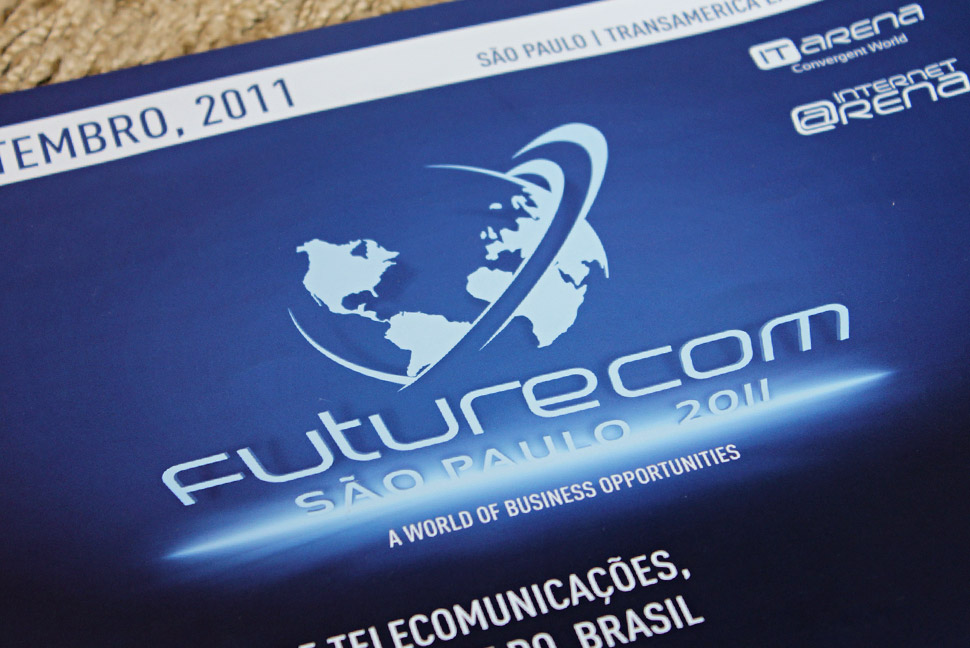 TEMBRO, 2011
SÃO PAULO | TRANSAMERICA
IT ARENA
Convergent World
INTERNET
@RENA
Futurecom
SÃO PAULO 2011
A WORLD OF BUSINESS OPPORTUNITIES
E TELECOMUNICAÇÕES,
DO, BRASIL